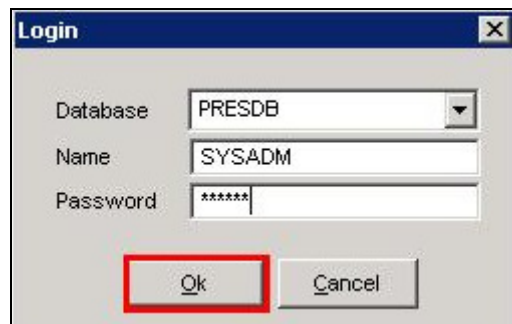 Login
Database PRESDB
Name SYSADM
Password ******
Ok Cancel